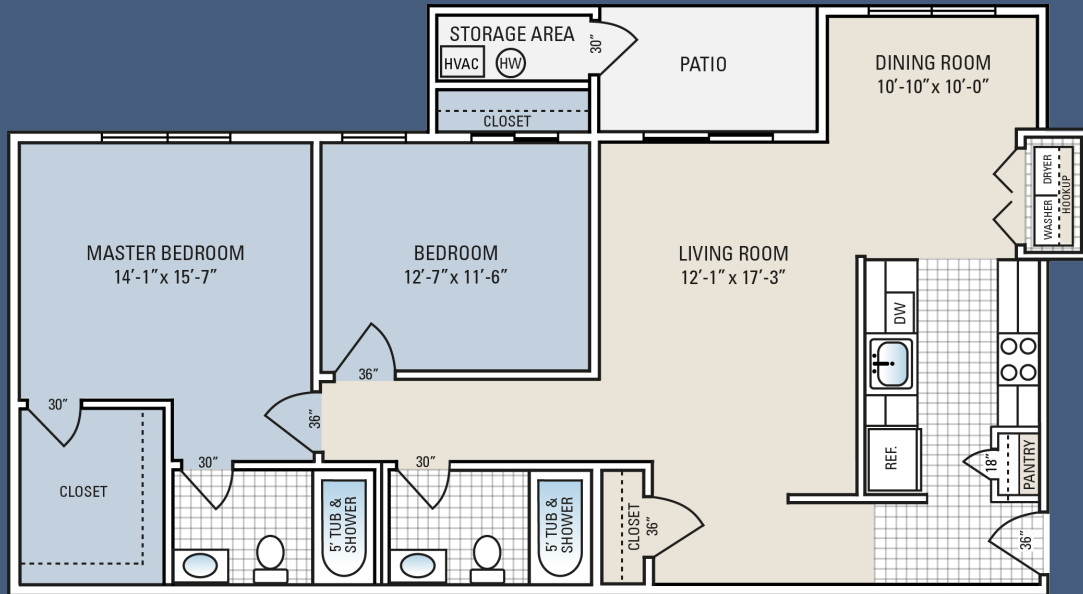 STORAGE AREA
HVAC
HW
30″
PATIO
DINING ROOM
10′-10″ x 10′-0″
CLOSET
DRYER
WASHER
HOOKUP
MASTER BEDROOM
14′-1″ x 15′-7″
BEDROOM
12′-7″ x 11′-6″
LIVING ROOM
12′-1″ x 17′-3″
DW
36″
30″
36″
30″
30″
REF.
18″
PANTRY
CLOSET
5′ TUB &
SHOWER
5′ TUB &
SHOWER
CLOSET
36″
36″